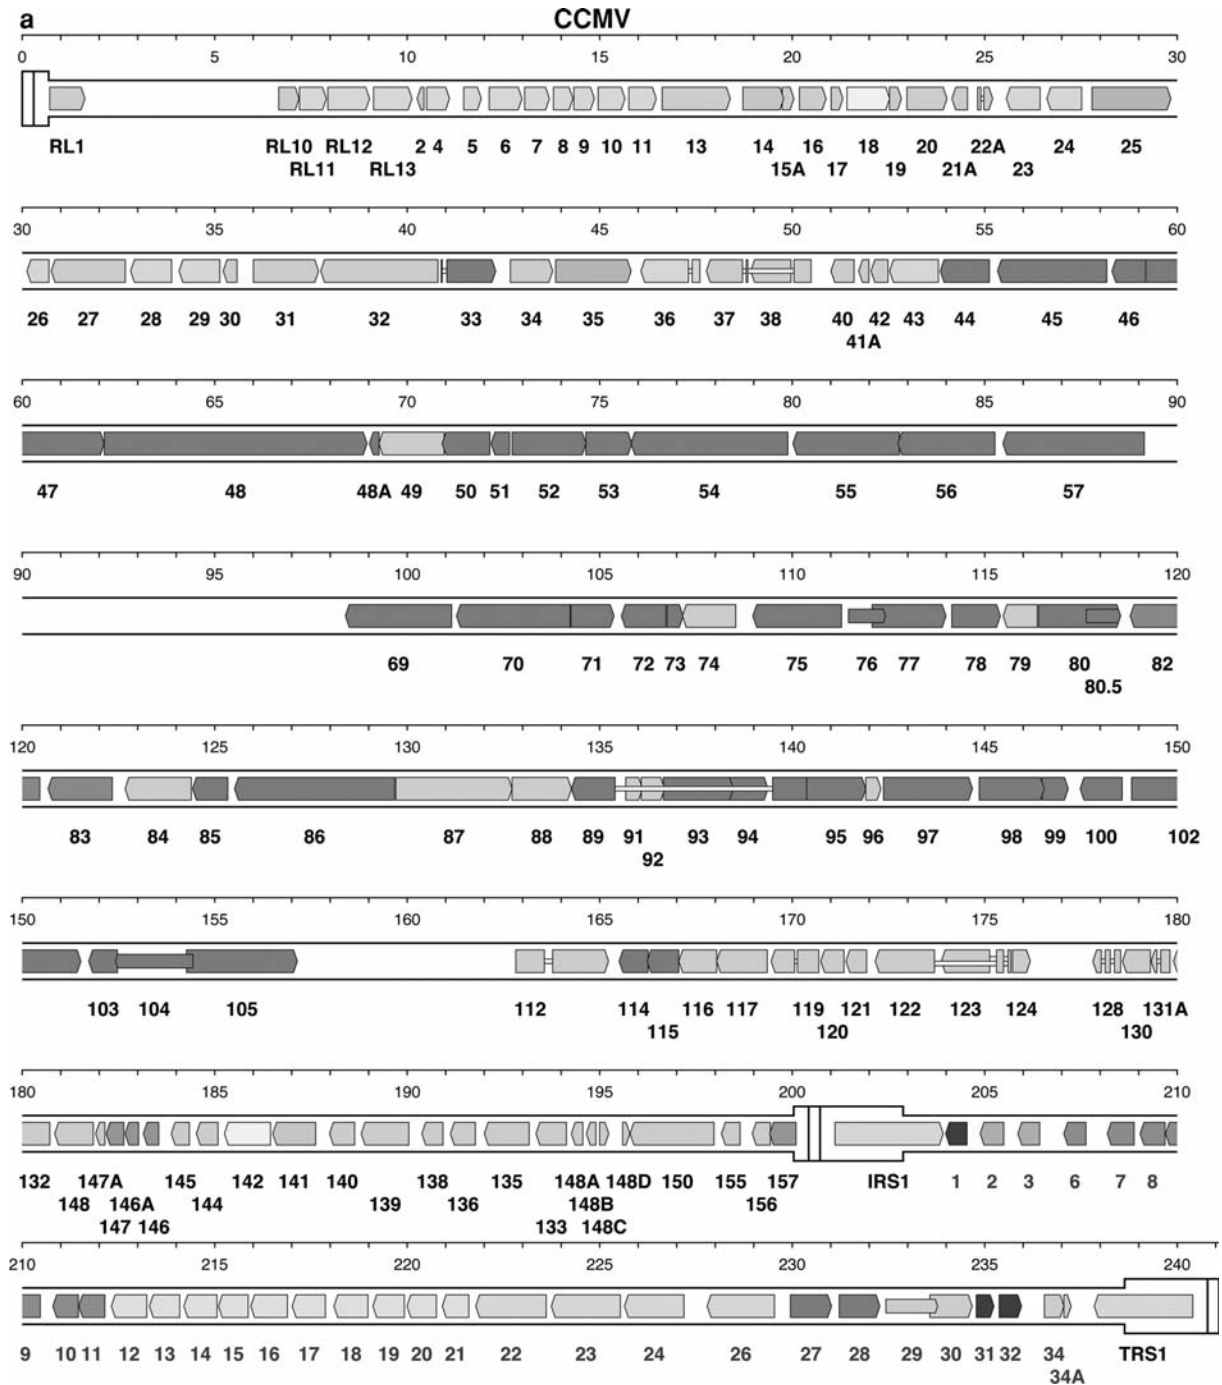 a CCMV
0 5 10 15 20 25 30
RL1 RL10 RL12 2 4 5 6 7 8 9 10 11 13 14 16 18 20 22A 24 25
RL11 RL13 15A 17 19 21A 23
30 35 40 45 50 55 60
26 27 28 29 30 31 32 33 34 35 36 37 38 40 42 43 44 45 46
41A
60 65 70 75 80 85 90
47 48 48A 49 50 51 52 53 54 55 56 57
90 95 100 105 110 115 120
69 70 71 72 73 74 75 76 77 78 79 80 82
80.5
120 125 130 135 140 145 150
83 84 85 86 87 88 89 91 93 94 95 96 97 98 99 100 102
92
150 155 160 165 170 175 180
103 104 105 112 114 116 117 119 121 122 123 124 128 131A
115 120 130
180 185 190 195 200 205 210
132 147A 145 142 141 140 138 135 148A 148D 150 155 157 IRS1 1 2 3 6 7 8
148 146A 144 139 136 148B 156
147 146 133 148C
210 215 220 225 230 235 240
9 10 11 12 13 14 15 16 17 18 19 20 21 22 23 24 26 27 28 29 30 31 32 34 TRS1
34A